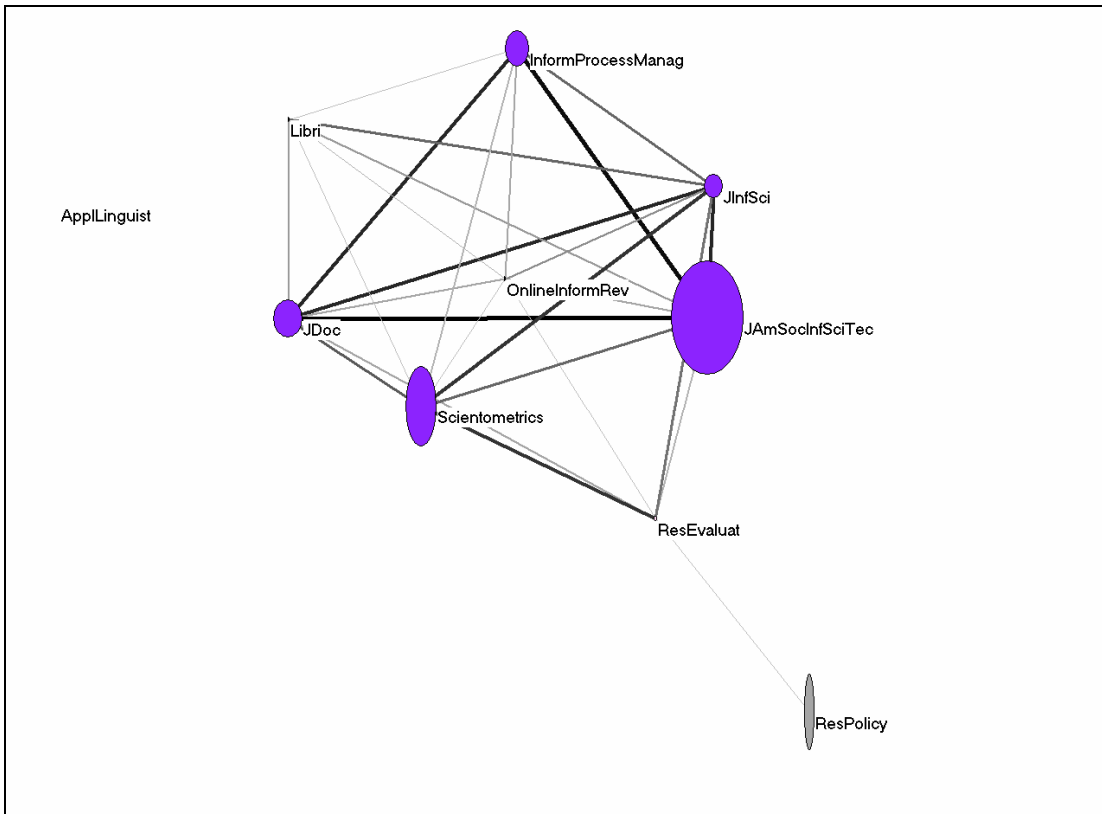 InformProcessManag
Libri
JInfSci
ApplLinguist
OnlineInformRev
JDoc
JAmSocInfSciTec
Scientometrics
ResEvaluat
ResPolicy